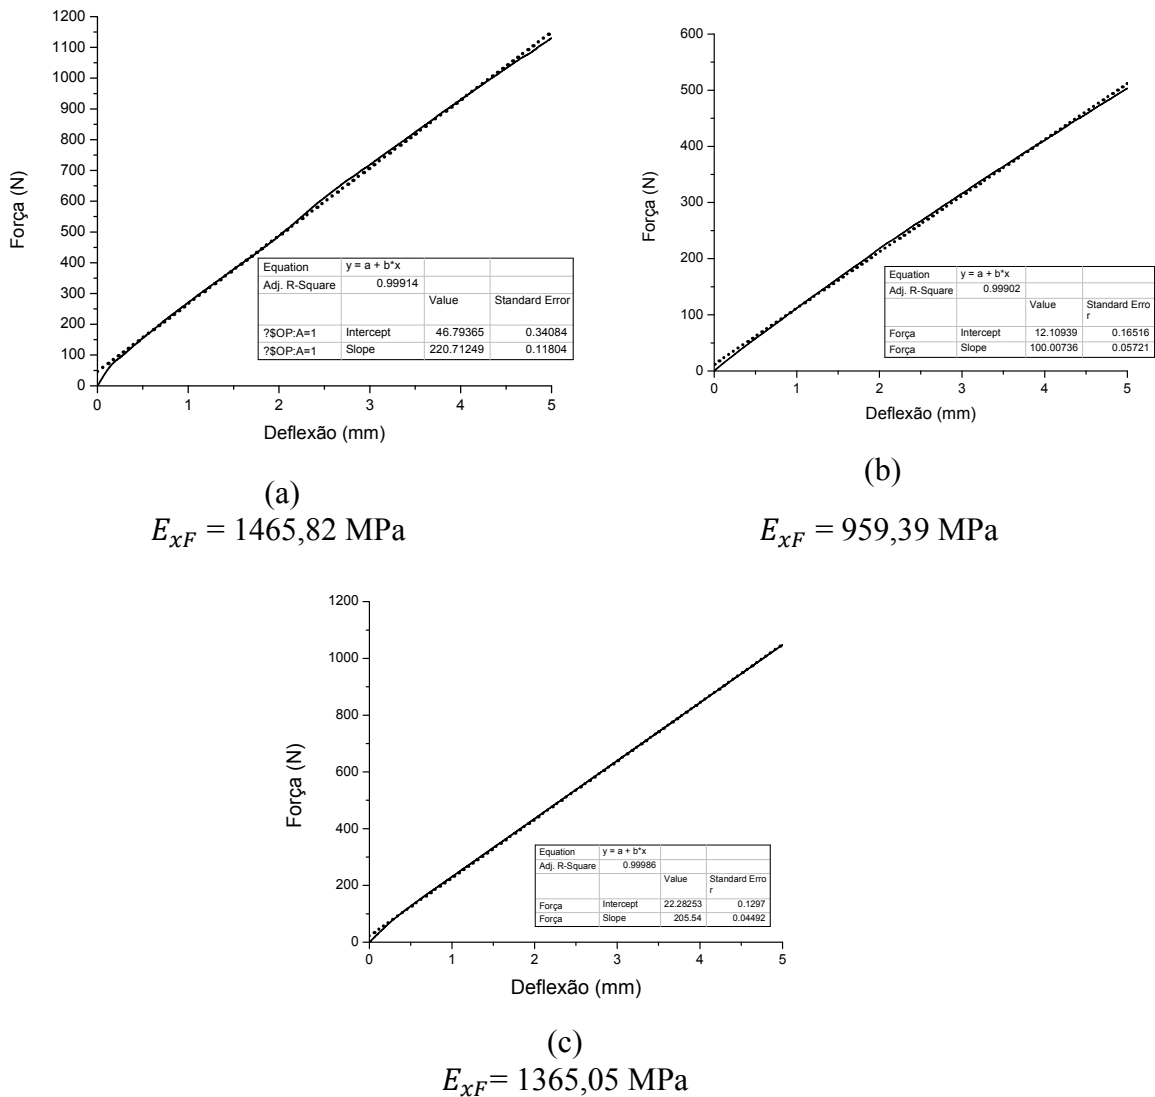 1200
1100
1000
900
800
700
600
500
400
300
200
100
0
Força (N)
0 1 2 3 4 5
Deflexão (mm)
Equation y = a + b*x
Adj. R-Square 0.99914
Value Standard Error
?$OP:A=1 Intercept 46.79365 0.34084
?$OP:A=1 Slope 220.71249 0.11804
(a)
E_xF = 1465,82 MPa
600
500
400
300
200
100
0
Força (N)
0 1 2 3 4 5
Deflexão (mm)
Equation y = a + b*x
Adj. R-Square 0.99902
Value Standard Erro
r
Força Intercept 12.10939 0.16516
Força Slope 100.00736 0.05721
(b)
E_xF = 959,39 MPa
1200
1000
800
600
400
200
0
Força (N)
0 1 2 3 4 5
Deflexão (mm)
Equation y = a + b*x
Adj. R-Square 0.99986
Value Standard Erro
r
Força Intercept 22.28253 0.1297
Força Slope 205.54 0.04492
(c)
E_xF= 1365,05 MPa